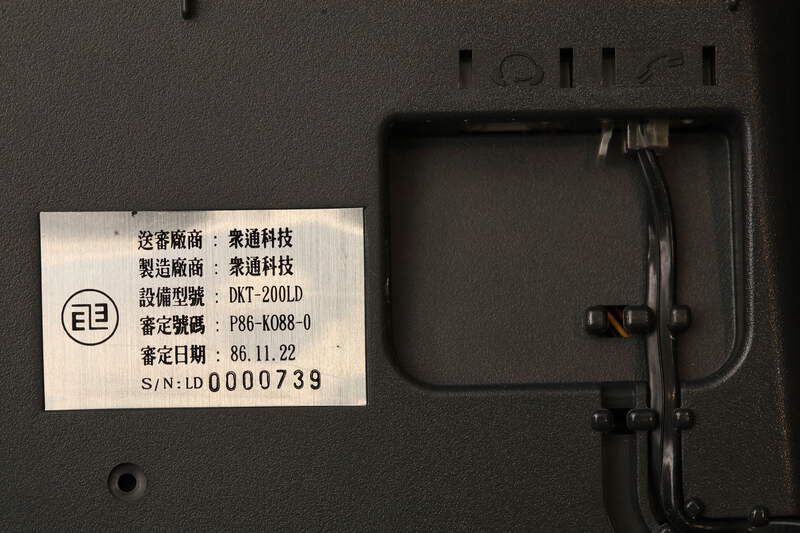 送審廠商 : 衆通科技
製造廠商 : 衆通科技
設備型號 : DKT-200LD
審定號碼 : P86-K088-0
審定日期 : 86.11.22
S/N:LD 0000739